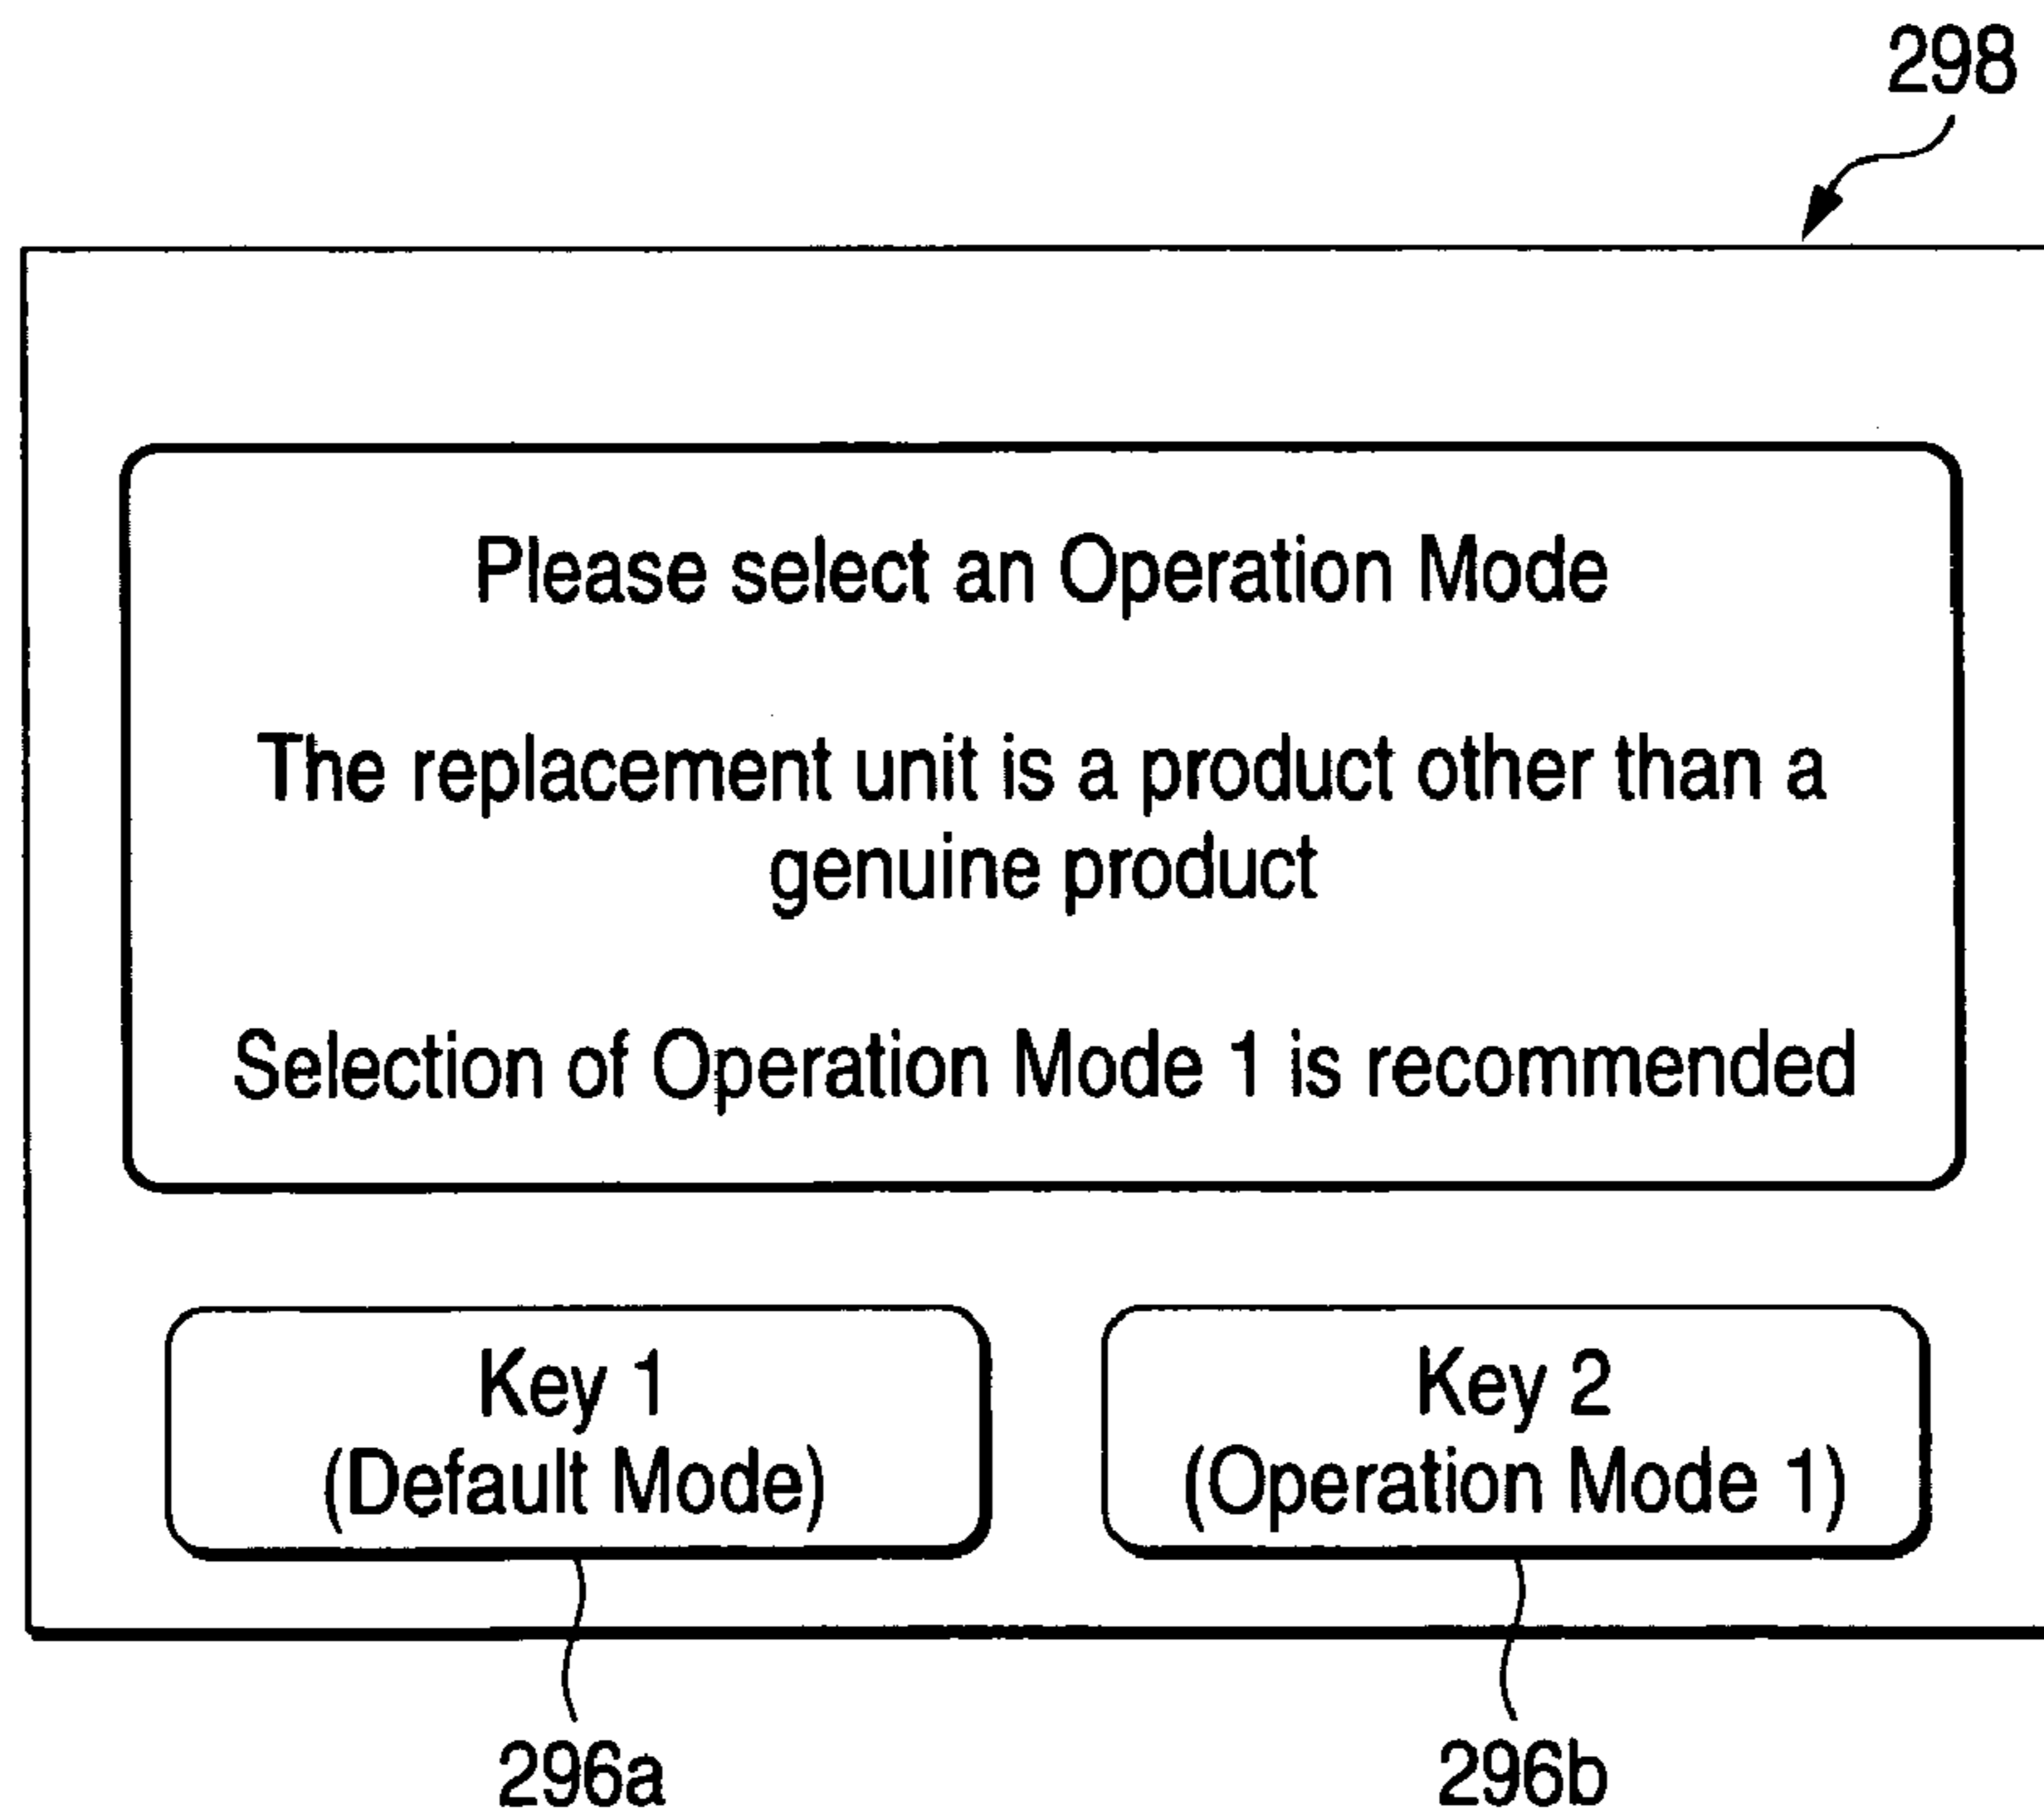 298
Please select an Operation Mode
The replacement unit is a product other than a
genuine product
Selection of Operation Mode 1 is recommended
Key 1
(Default Mode)
Key 2
(Operation Mode 1)
296a
296b